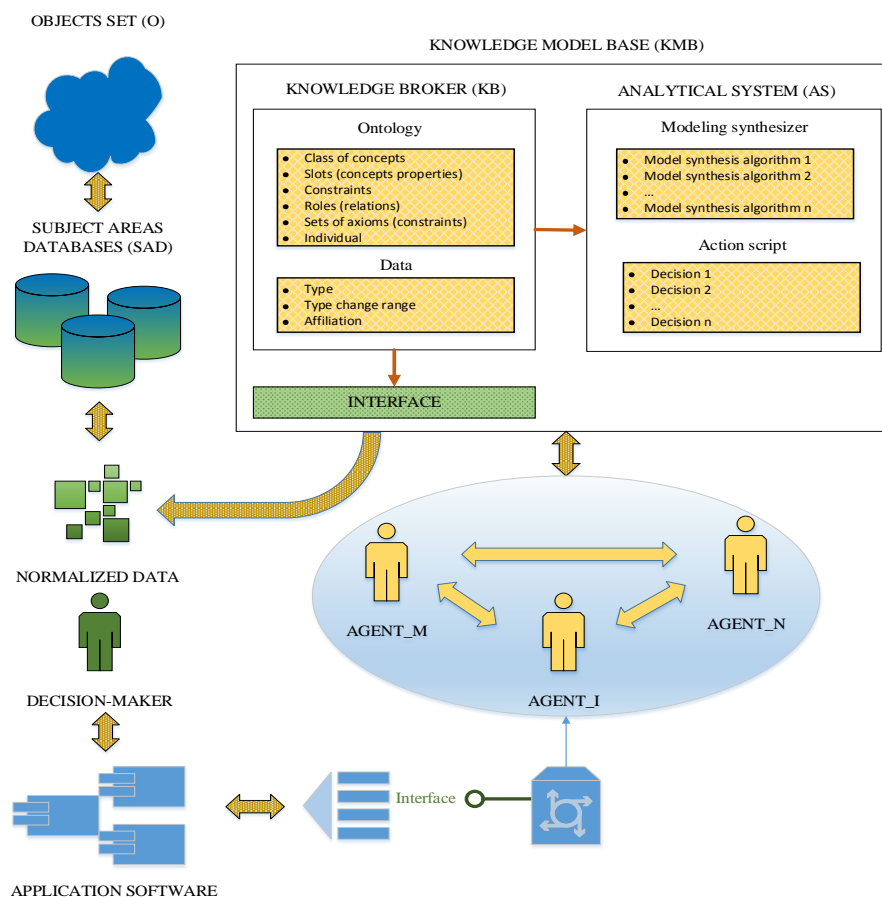 OBJECTS SET (O)
KNOWLEDGE MODEL BASE (KMB)
KNOWLEDGE BROKER (KB)
Ontology
● Class of concepts
● Slots (concepts properties)
● Constraints
● Roles (relations)
● Sets of axioms (constraints)
● Individual
Data
● Type
● Type change range
● Affiliation
INTERFACE
ANALYTICAL SYSTEM (AS)
Modeling synthesizer
● Model synthesis algorithm 1
● Model synthesis algorithm 2
● ...
● Model synthesis algorithm n
Action script
● Decision 1
● Decision 2
● ...
● Decision n
SUBJECT AREAS
DATABASES (SAD)
NORMALIZED DATA
DECISION-MAKER
AGENT_M
AGENT_N
AGENT_I
Interface
APPLICATION SOFTWARE